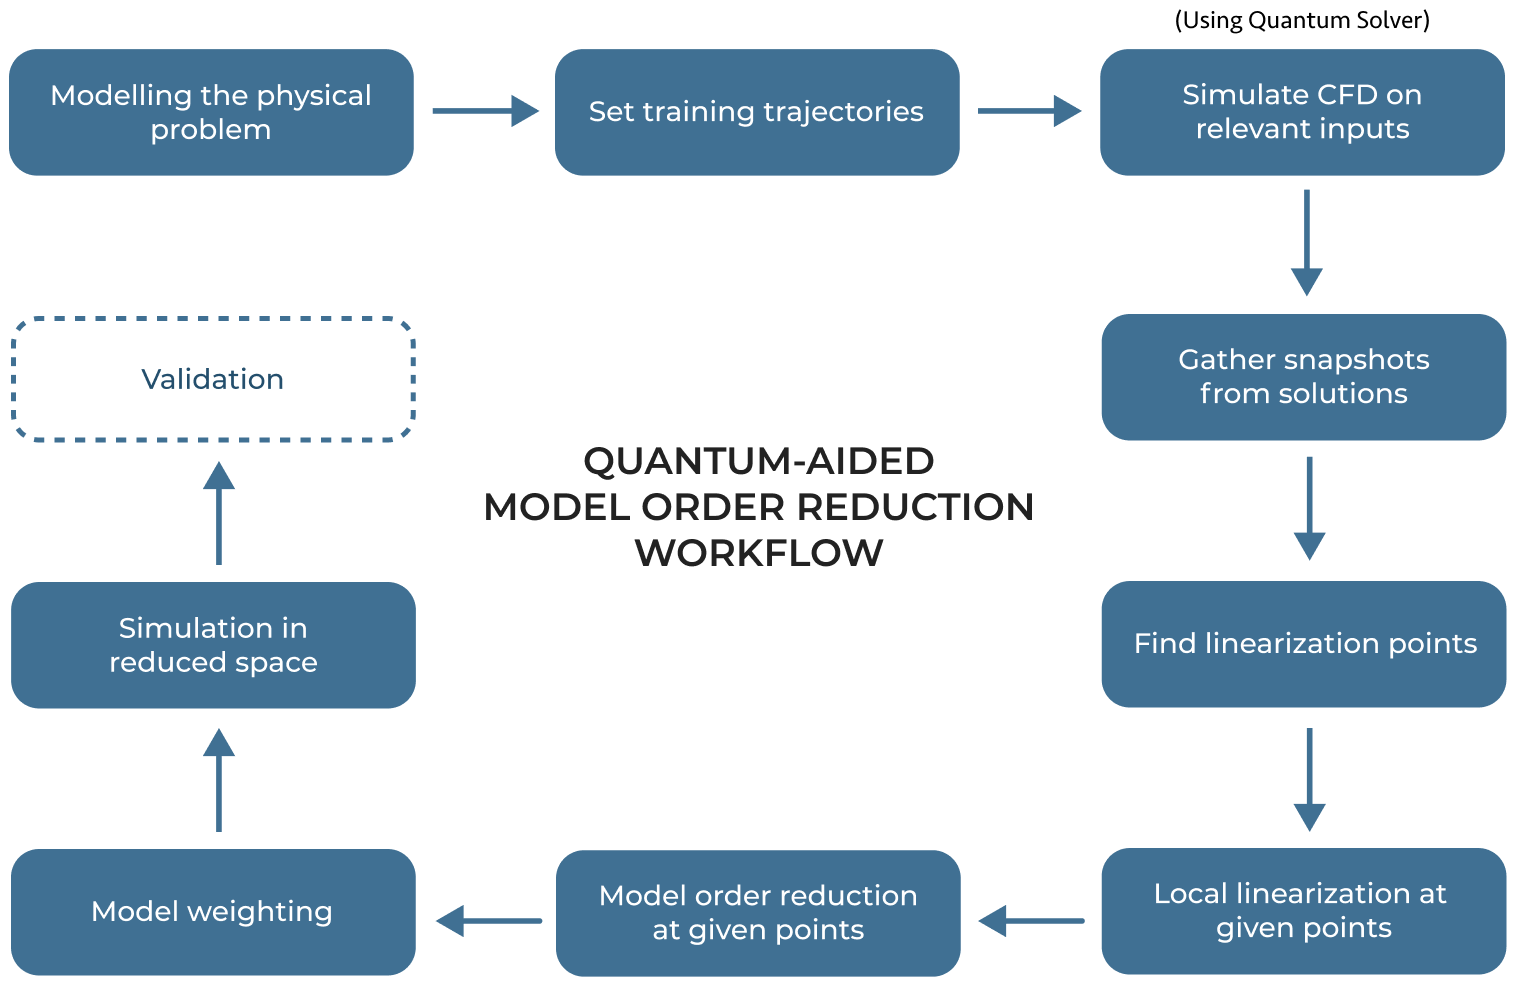 (Using Quantum Solver)
Modelling the physical
problem
Set training trajectories
Simulate CFD on
relevant inputs
Gather snapshots
from solutions
Find linearization points
Local linearization at
given points
Model order reduction
at given points
Model weighting
Simulation in
reduced space
Validation
QUANTUM-AIDED
MODEL ORDER REDUCTION
WORKFLOW